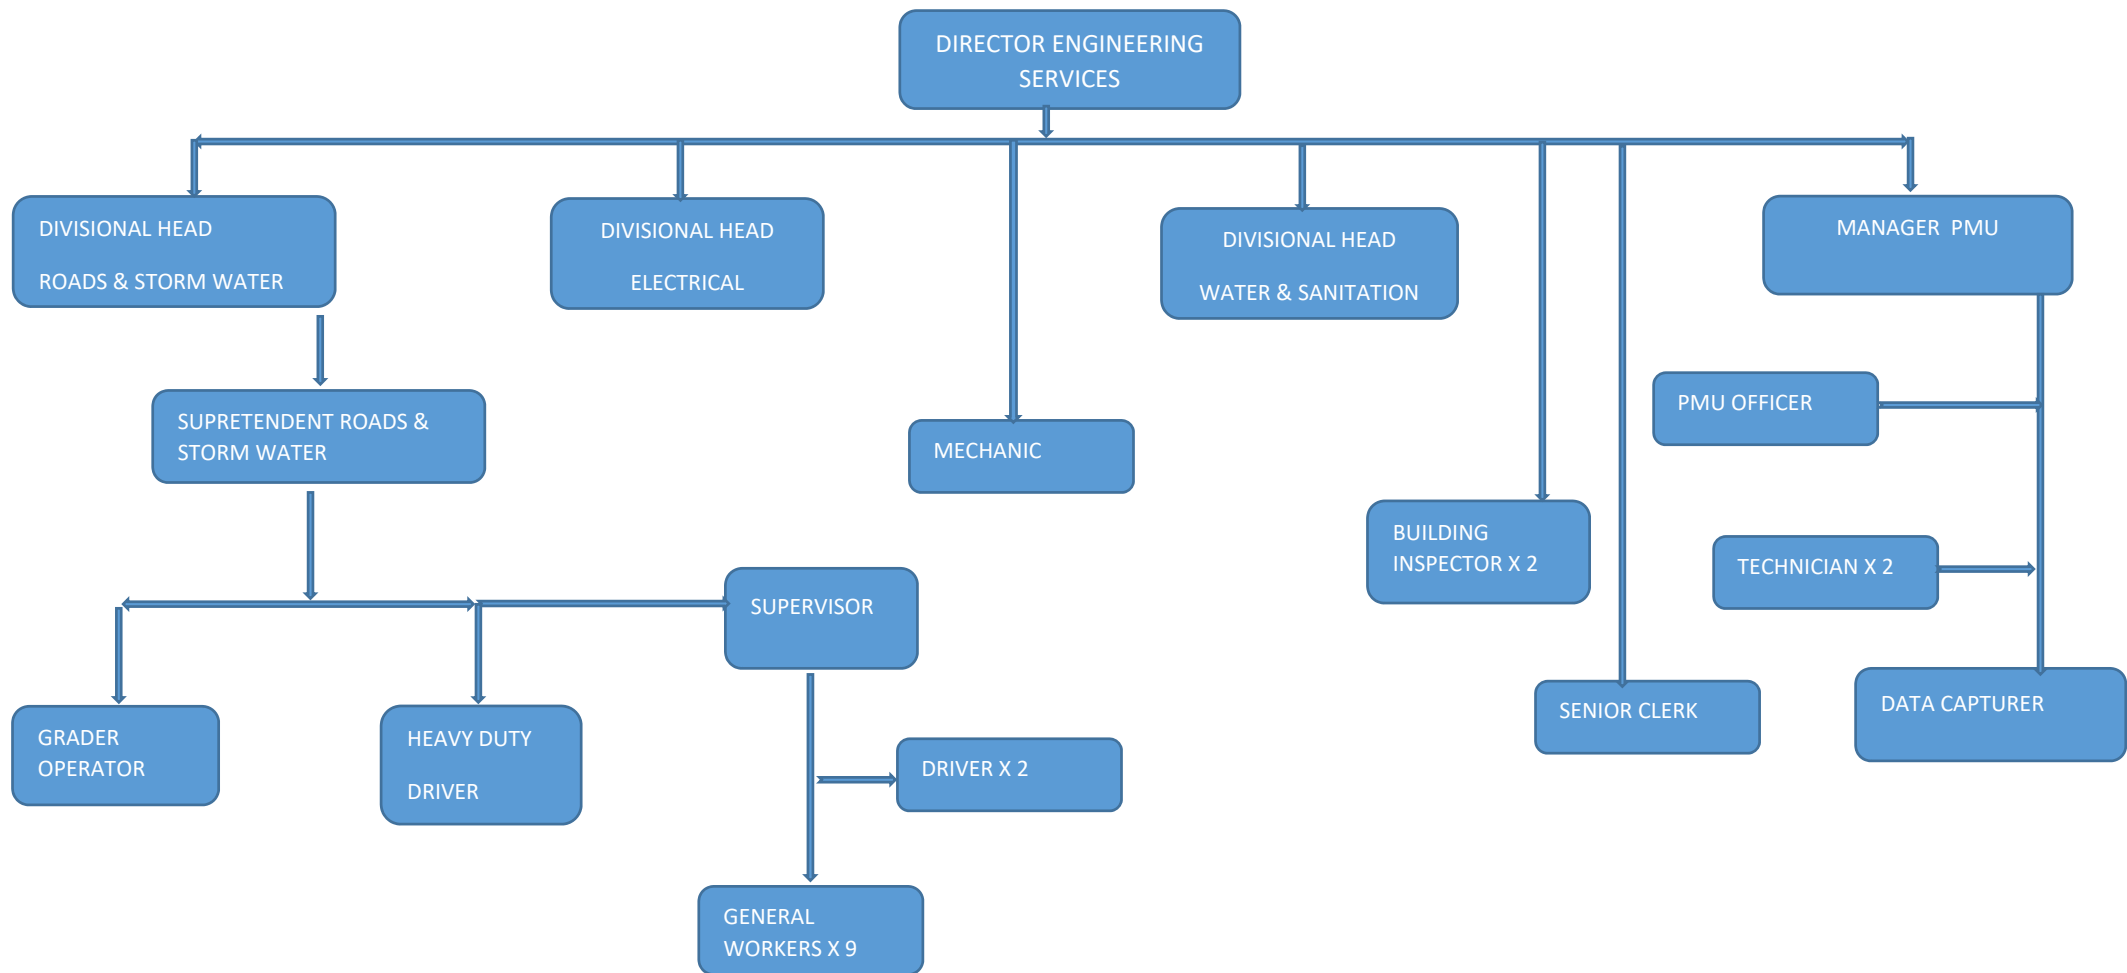 DIRECTOR ENGINEERING
SERVICES
DIVISIONAL HEAD
ROADS & STORM WATER
DIVISIONAL HEAD
ELECTRICAL
DIVISIONAL HEAD
WATER & SANITATION
MANAGER  PMU
SUPRETENDENT ROADS &
STORM WATER
MECHANIC
PMU OFFICER
BUILDING
INSPECTOR X 2
TECHNICIAN X 2
SUPERVISOR
SENIOR CLERK
DATA CAPTURER
GRADER
OPERATOR
HEAVY DUTY
DRIVER
DRIVER X 2
GENERAL
WORKERS X 9